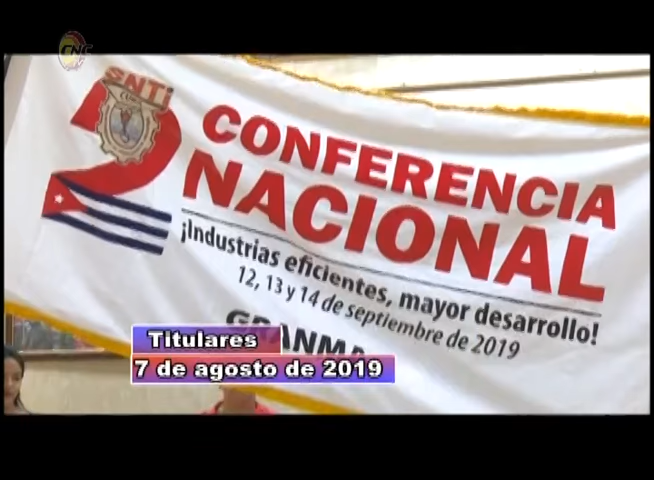 CNC
TV
SNTI
2 CONFERENCIA
NACIONAL
¡Industrias eficientes, mayor desarrollo!
12, 13 y 14 de septiembre de 2019
GRANMA
Titulares
7 de agosto de 2019